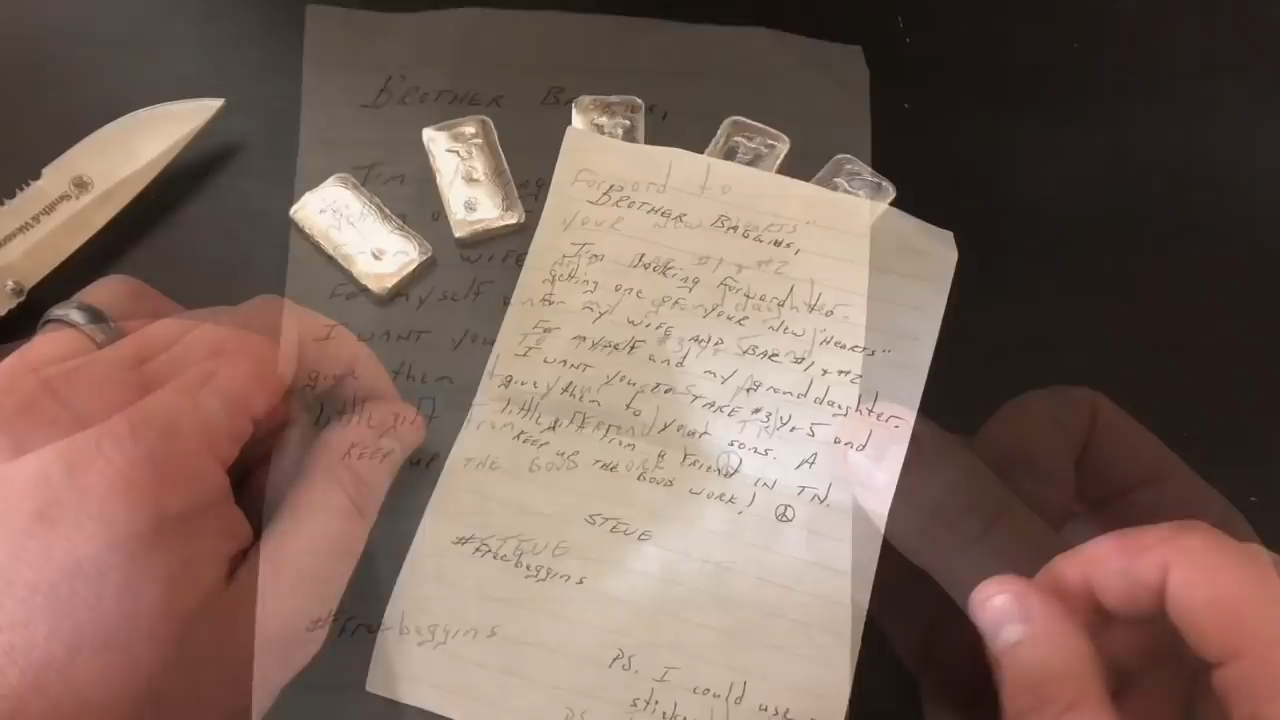 BROTHER BAGGINS,
I'm looking forward to
getting one of your new "HEARTS"
For my WIFE AND BAR #1 & #2
For myself and my granddaughter.
I WANT YOU TO TAKE #3,4 & 5 and
give them to your sons. A
little gift From A Friend IN TN.
KEEP UP THE GOOD WORK!
STEVE
#Freebaggins
PS. I could use
Smith & Wesson